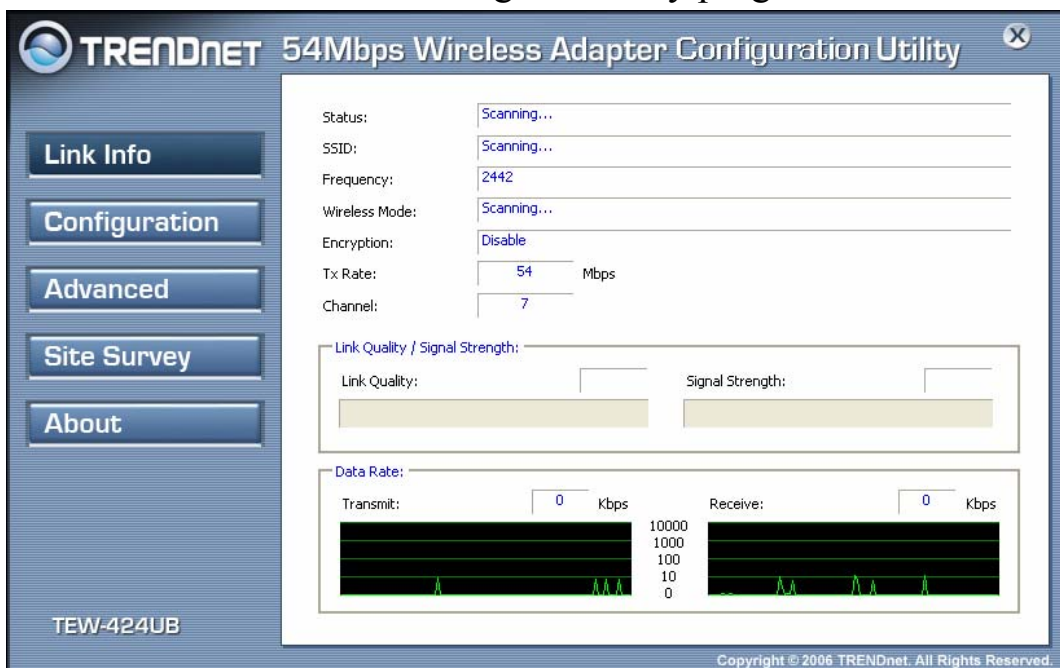 TRENDnet 54Mbps Wireless Adapter Configuration Utility
X
Link Info
Configuration
Advanced
Site Survey
About
TEW-424UB
Status: Scanning...
SSID: Scanning...
Frequency: 2442
Wireless Mode: Scanning...
Encryption: Disable
Tx Rate: 54 Mbps
Channel: 7
Link Quality / Signal Strength:
Link Quality: Signal Strength:
Data Rate:
Transmit: 0 Kbps Receive: 0 Kbps
10000
1000
100
10
0
Copyright © 2006 TRENDnet. All Rights Reserved.